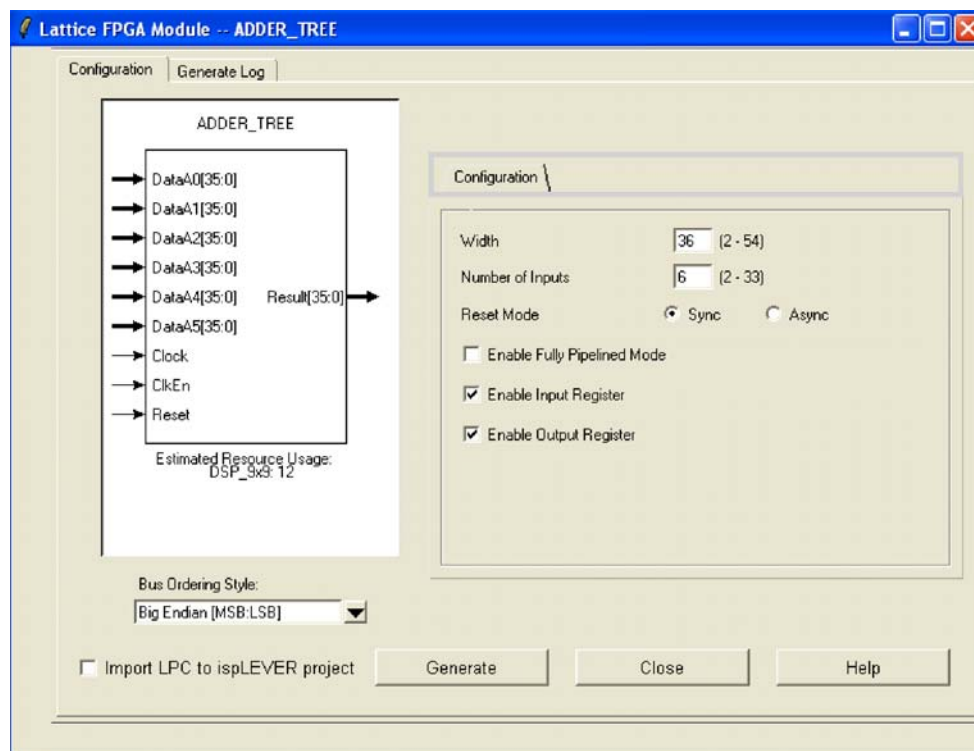 Lattice FPGA Module -- ADDER_TREE
Configuration
Generate Log
ADDER_TREE
DataA0[35:0]
DataA1[35:0]
DataA2[35:0]
DataA3[35:0]
DataA4[35:0] Result[35:0]
DataA5[35:0]
Clock
ClkEn
Reset
Estimated Resource Usage:
DSP_9x9: 12
Bus Ordering Style:
Big Endian [MSB:LSB]
Configuration
Width 36 (2 - 54)
Number of Inputs 6 (2 - 33)
Reset Mode Sync Async
Enable Fully Pipelined Mode
Enable Input Register
Enable Output Register
Import LPC to ispLEVER project Generate Close Help